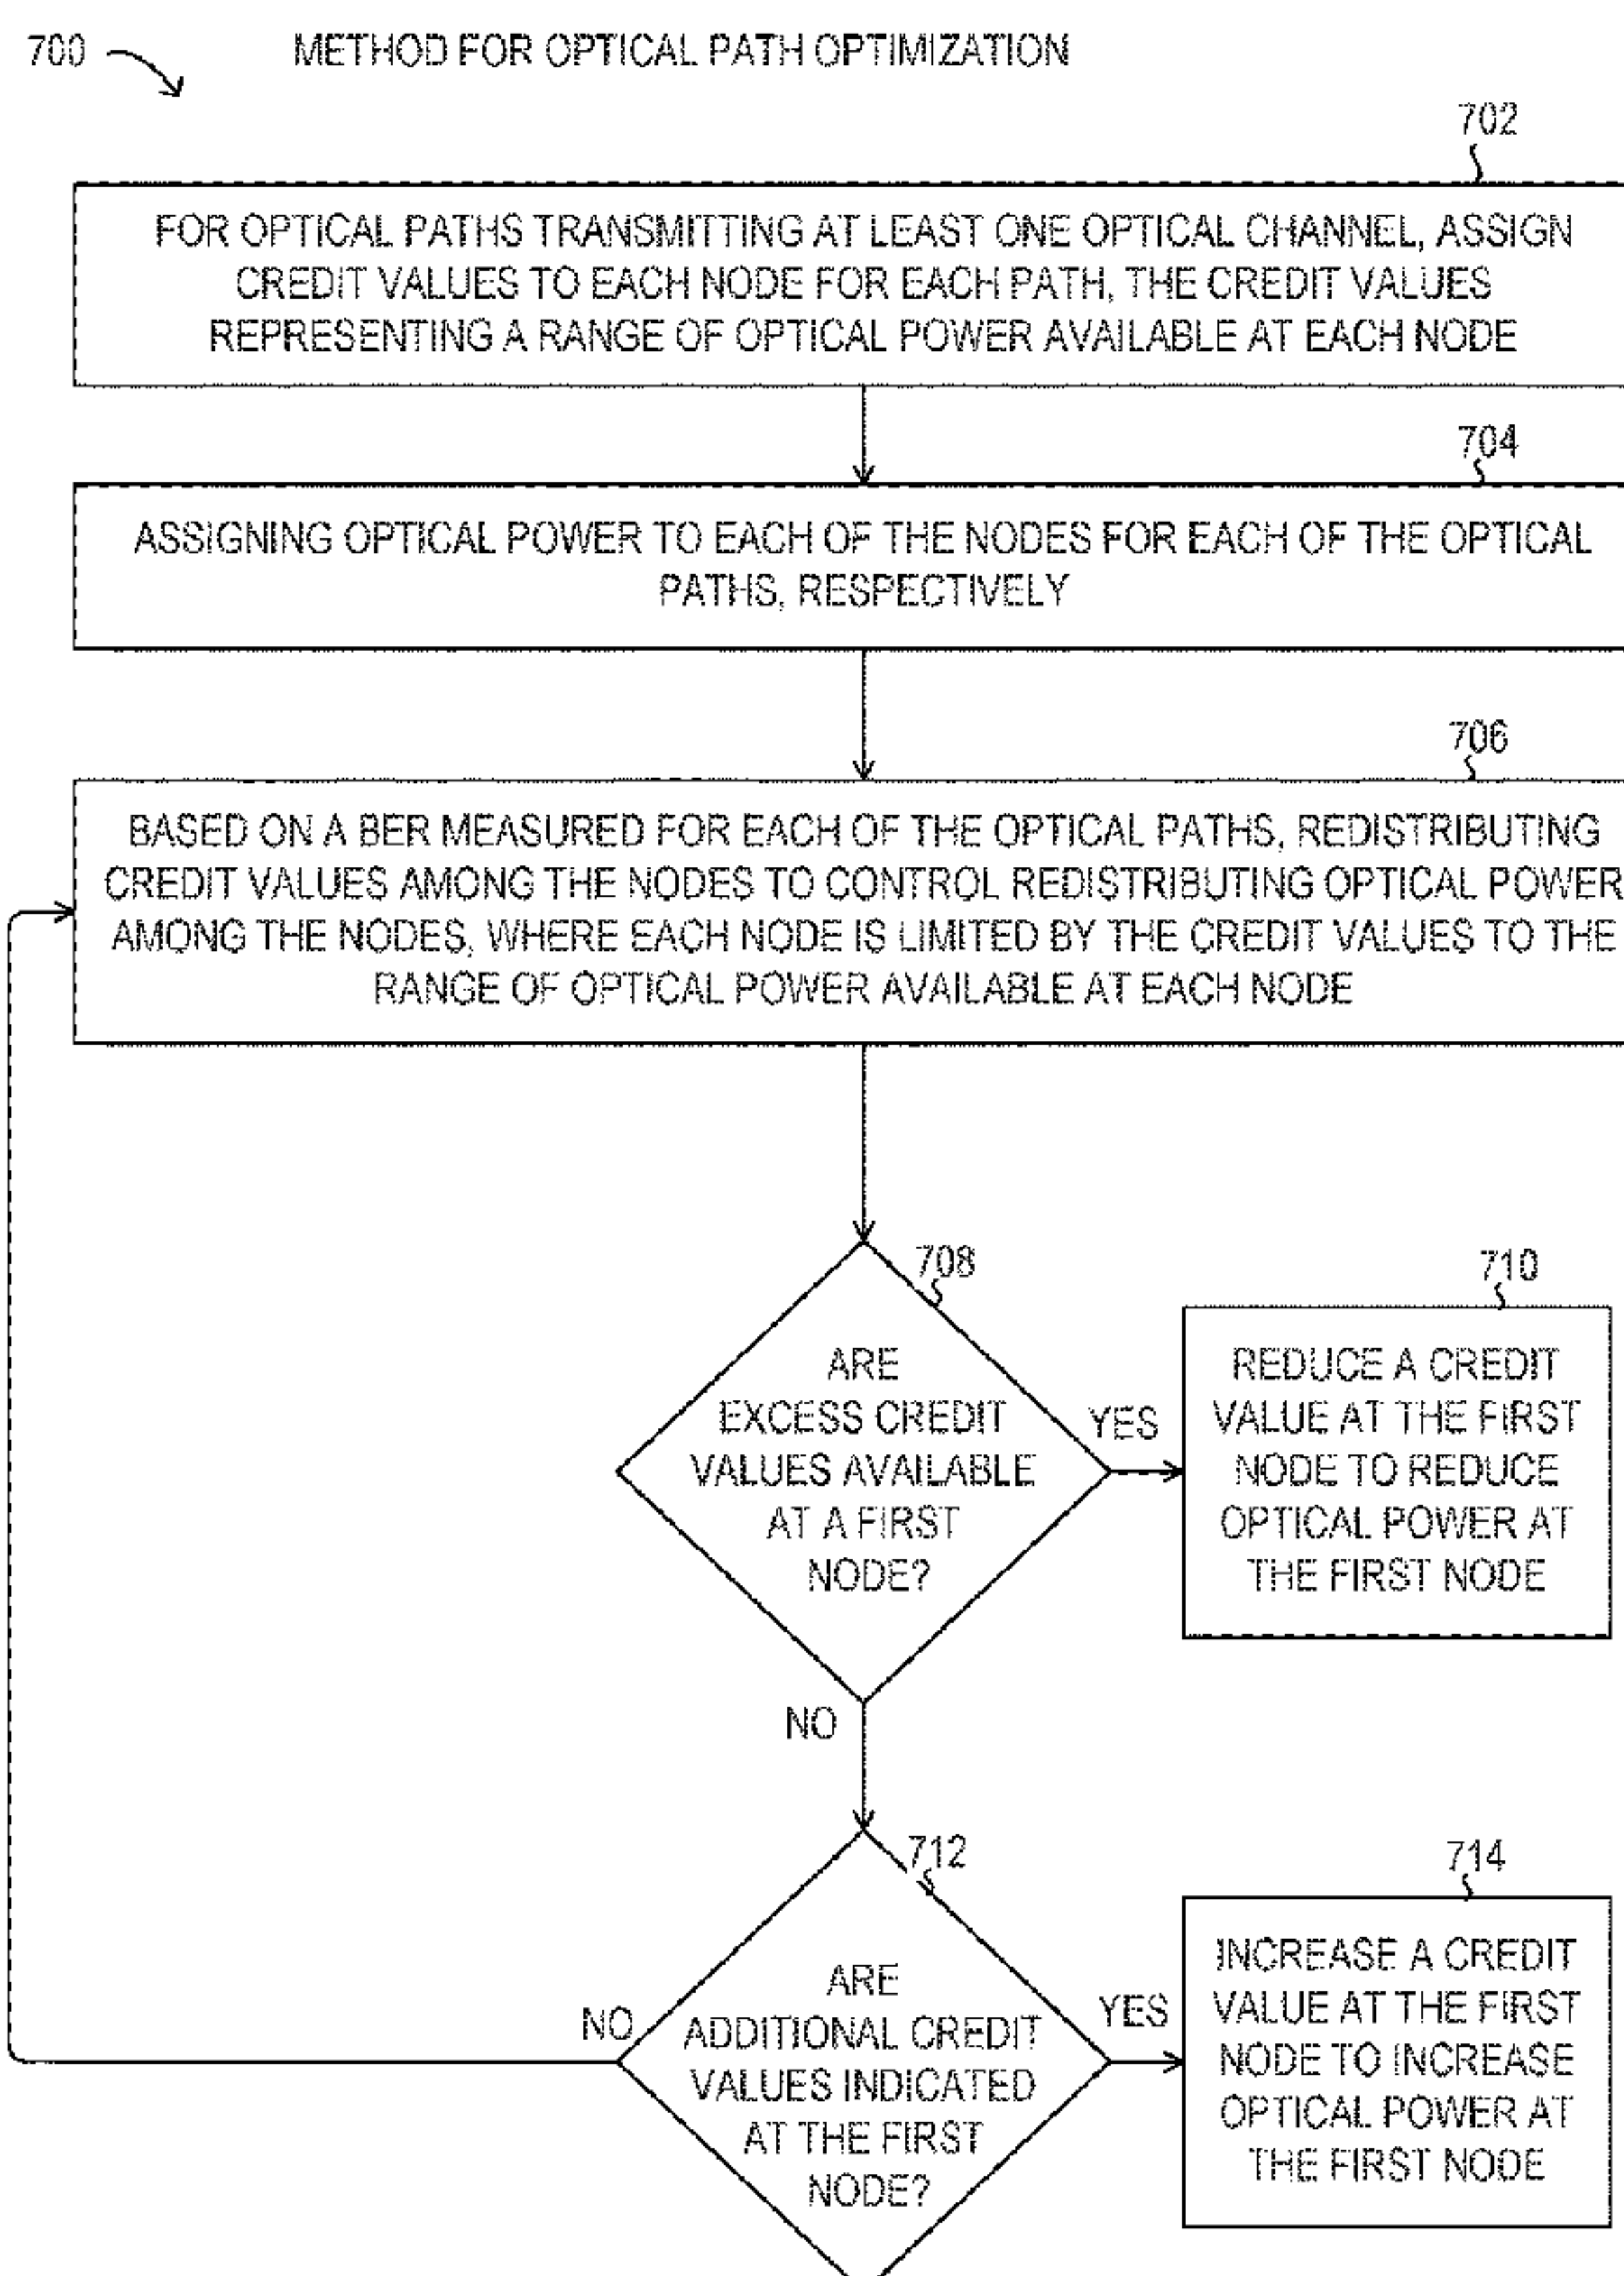 700
METHOD FOR OPTICAL PATH OPTIMIZATION
702
FOR OPTICAL PATHS TRANSMITTING AT LEAST ONE OPTICAL CHANNEL, ASSIGN
CREDIT VALUES TO EACH NODE FOR EACH PATH, THE CREDIT VALUES
REPRESENTING A RANGE OF OPTICAL POWER AVAILABLE AT EACH NODE
704
ASSIGNING OPTICAL POWER TO EACH OF THE NODES FOR EACH OF THE OPTICAL
PATHS, RESPECTIVELY
706
BASED ON A BER MEASURED FOR EACH OF THE OPTICAL PATHS, REDISTRIBUTING
CREDIT VALUES AMONG THE NODES TO CONTROL REDISTRIBUTING OPTICAL POWER
AMONG THE NODES, WHERE EACH NODE IS LIMITED BY THE CREDIT VALUES TO THE
RANGE OF OPTICAL POWER AVAILABLE AT EACH NODE
708
ARE
EXCESS CREDIT
VALUES AVAILABLE
AT A FIRST
NODE?
YES
710
REDUCE A CREDIT
VALUE AT THE FIRST
NODE TO REDUCE
OPTICAL POWER AT
THE FIRST NODE
NO
712
ARE
ADDITIONAL CREDIT
VALUES INDICATED
AT THE FIRST
NODE?
NO
YES
714
INCREASE A CREDIT
VALUE AT THE FIRST
NODE TO INCREASE
OPTICAL POWER AT
THE FIRST NODE